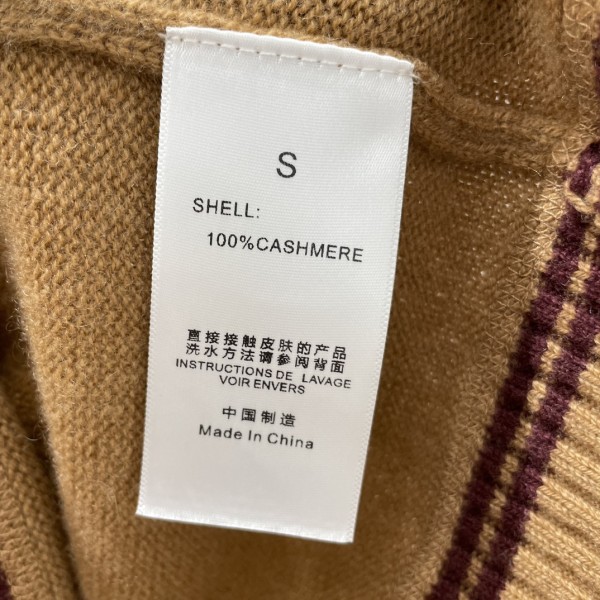 S
SHELL:
100%CASHMERE
直接接触皮肤的产品
洗水方法请参阅背面
INSTRUCTIONS DE LAVAGE
VOIR ENVERS
中国制造
Made In China